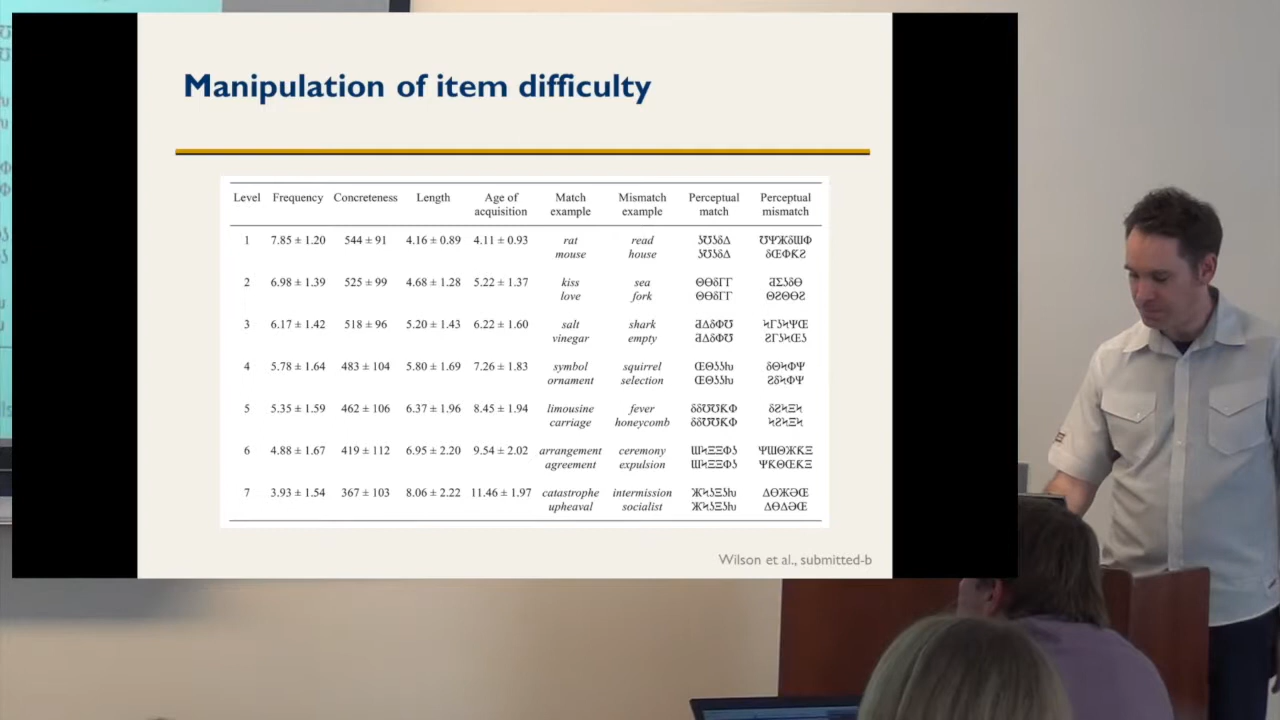 Manipulation of item difficulty
Level Frequency Concreteness Length Age of acquisition Match example Mismatch example Perceptual match Perceptual mismatch
1 7.85 ± 1.20 544 ± 91 4.16 ± 0.89 4.11 ± 0.93 rat read
mouse house
2 6.98 ± 1.39 525 ± 99 4.68 ± 1.28 5.22 ± 1.37 kiss sea ΘΘδΓΓ
love fork ΘΘδΓΓ
3 6.17 ± 1.42 518 ± 96 5.20 ± 1.43 6.22 ± 1.60 salt shark
vinegar empty
4 5.78 ± 1.64 483 ± 104 5.80 ± 1.69 7.26 ± 1.83 symbol squirrel
ornament selection
5 5.35 ± 1.59 462 ± 106 6.37 ± 1.96 8.45 ± 1.94 limousine fever
carriage honeycomb
6 4.88 ± 1.67 419 ± 112 6.95 ± 2.20 9.54 ± 2.02 arrangement ceremony
agreement expulsion
7 3.93 ± 1.54 367 ± 103 8.06 ± 2.22 11.46 ± 1.97 catastrophe intermission ΔΘЖƏŒ
upheaval socialist ΔΘΔƏŒ
Wilson et al., submitted-b